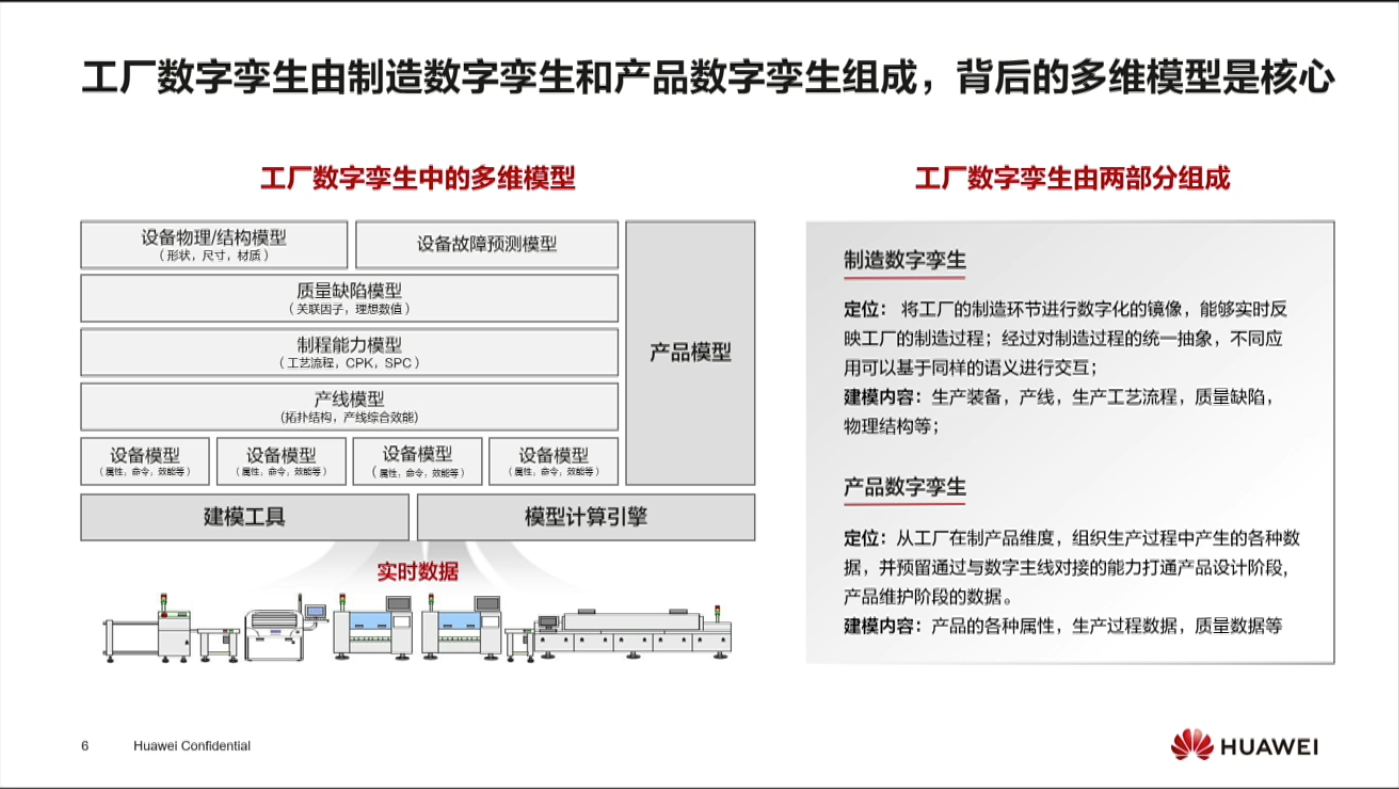 工厂数字孪生由制造数字孪生和产品数字孪生组成，背后的多维模型是核心
工厂数字孪生中的多维模型
设备物理/结构模型
（形状，尺寸，材质）
设备故障预测模型
质量缺陷模型
（关联因子，理想数值）
制程能力模型
（工艺流程，CPK，SPC）
产线模型
(拓扑结构，产线综合效能)
设备模型
（属性，命令，效能等）
设备模型
（属性，命令，效能等）
设备模型
（属性，命令，效能等）
设备模型
（属性，命令，效能等）
产品模型
建模工具
模型计算引擎
实时数据
工厂数字孪生由两部分组成
制造数字孪生
定位： 将工厂的制造环节进行数字化的镜像，能够实时反
映工厂的制造过程；经过对制造过程的统一抽象，不同应
用可以基于同样的语义进行交互；
建模内容：生产装备，产线，生产工艺流程，质量缺陷，
物理结构等；
产品数字孪生
定位：从工厂在制产品维度，组织生产过程中产生的各种数
据，并预留通过与数字主线对接的能力打通产品设计阶段，
产品维护阶段的数据。
建模内容：产品的各种属性，生产过程数据，质量数据等
6
Huawei Confidential
HUAWEI